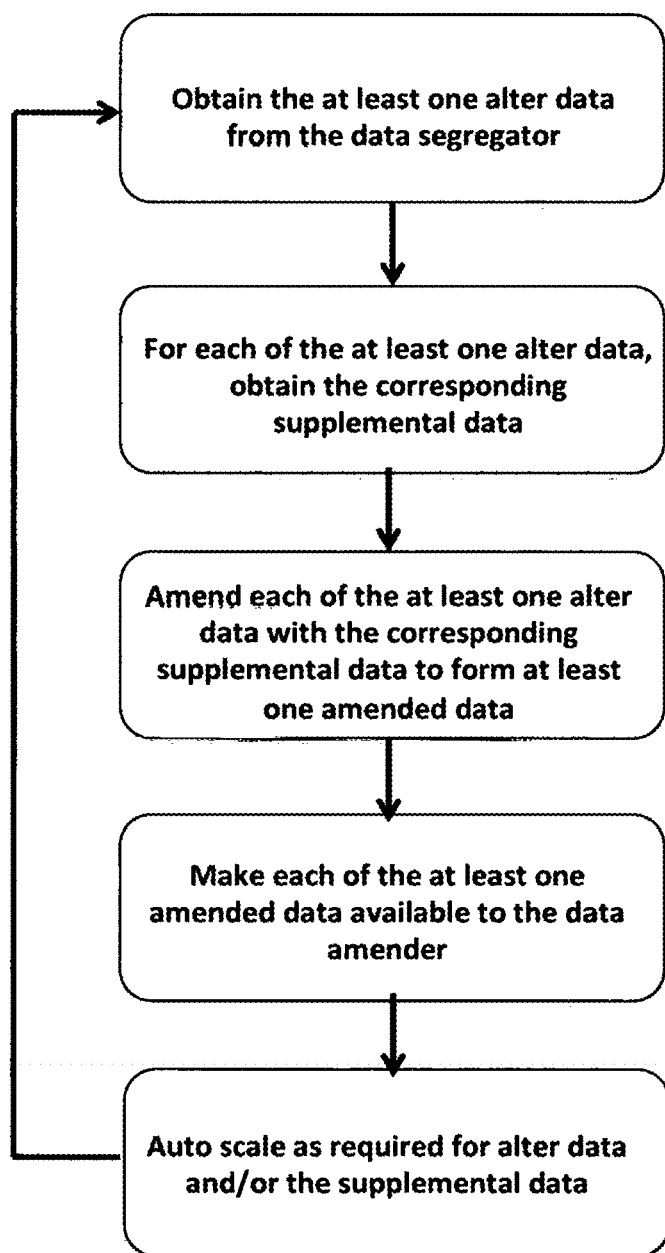 Obtain the at least one alter data
from the data segregator
For each of the at least one alter data,
obtain the corresponding
supplemental data
Amend each of the at least one alter
data with the corresponding
supplemental data to form at least
one amended data
Make each of the at least one
amended data available to the data
amender
Auto scale as required for alter data
and/or the supplemental data